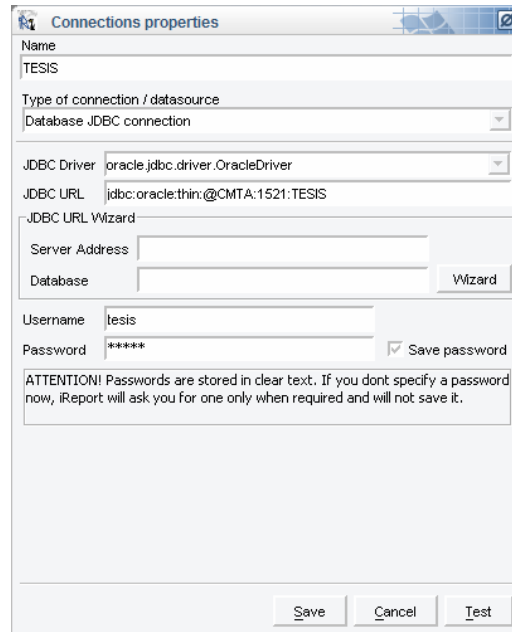 Connections properties
Name
TESIS
Type of connection / datasource
Database JDBC connection
JDBC Driver oracle.jdbc.driver.OracleDriver
JDBC URL jdbc:oracle:thin:@CMTA:1521:TESIS
JDBC URL Wizard
Server Address
Database Wizard
Username tesis
Password ***** Save password
ATTENTION! Passwords are stored in clear text. If you dont specify a password
now, iReport will ask you for one only when required and will not save it.
Save Cancel Test